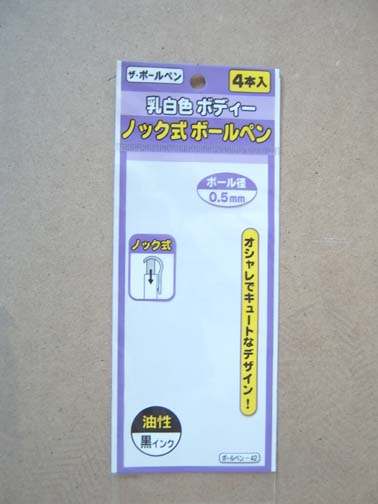 ザ・ボールペン
4本入
乳白色 ボディー
ノック式 ボールペン
ボール径
0.5mm
ノック式
オシャレでキュートなデザイン!
油性
黒インク
ボールペン-42